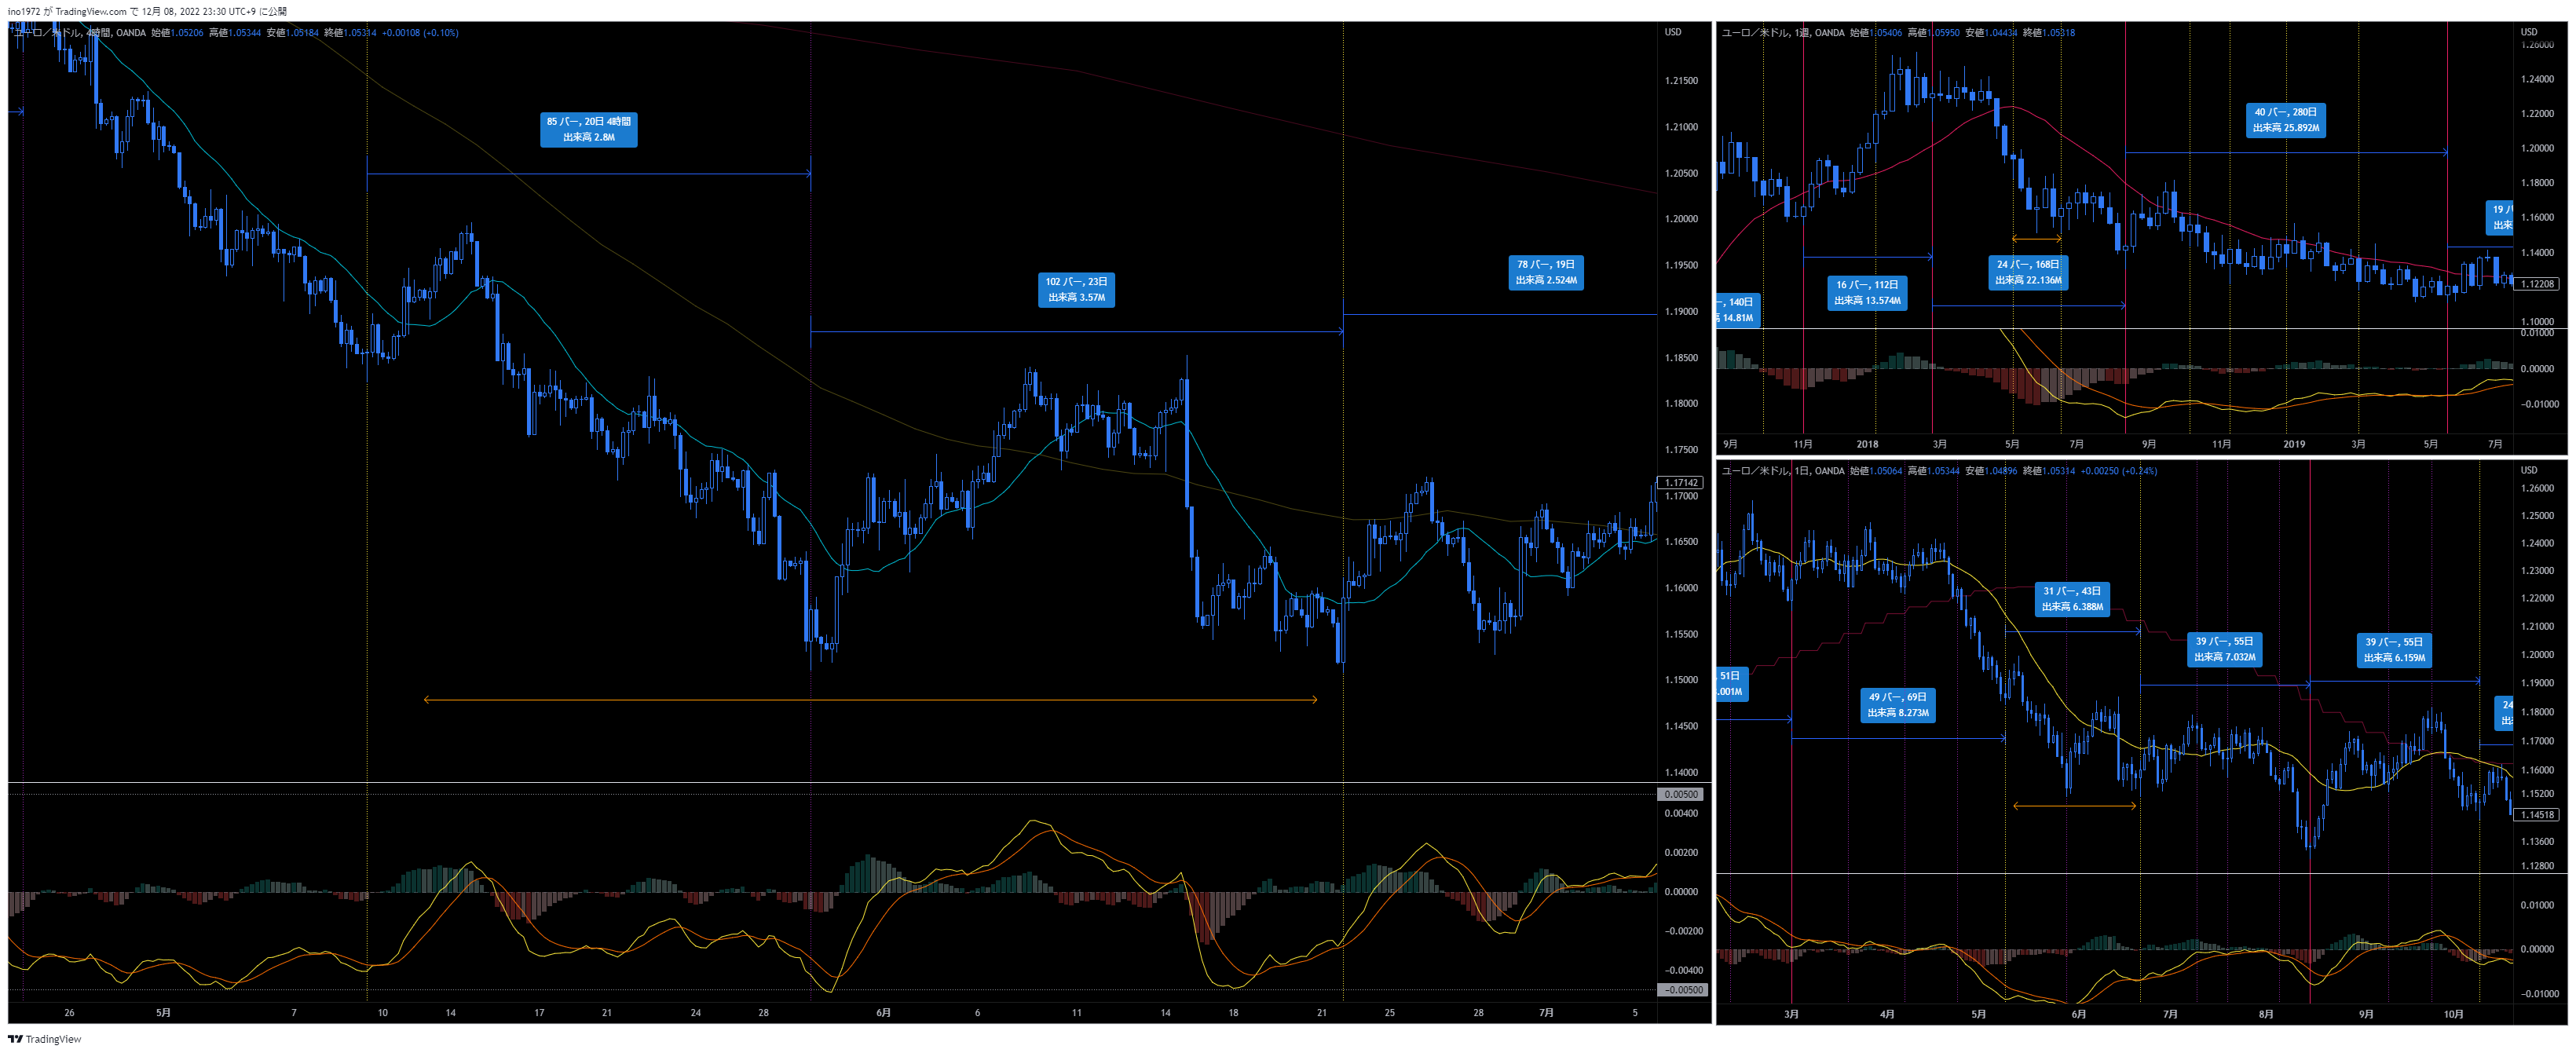 ino1972 が TradingView.com で 12月 08, 2022 23:30 UTC+9 に公開
ユーロ／米ドル, 4時間, OANDA 始値1.05206 高値1.05344 安値1.05184 終値1.05314 +0.00108 (+0.10%)
USD
85 バー, 20日 4時間
出来高 2.8M
102 バー, 23日
出来高 3.57M
78 バー, 19日
出来高 2.524M
1.21500
1.21000
1.20500
1.20000
1.19500
1.19000
1.18500
1.18000
1.17500
1.17142
1.17000
1.16500
1.16000
1.15500
1.15000
1.14500
1.14000
0.00500
0.00400
0.00200
0.00000
−0.00200
−0.00400
−0.00500
26 5月 7 10 14 17 21 24 28 6月 6 11 14 18 21 25 28 7月 5
ユーロ／米ドル, 1週, OANDA 始値1.05406 高値1.05950 安値1.04434 終値1.05318
USD
40 バー, 280日
出来高 25.892M
19 バ
出来
24 バー, 168日
出来高 22.136M
16 バー, 112日
出来高 13.574M
ー, 140日
高 14.81M
1.26000
1.24000
1.22000
1.20000
1.18000
1.16000
1.14000
1.12208
1.10000
0.01000
0.00000
−0.01000
9月 11月 2018 3月 5月 7月 9月 11月 2019 3月 5月 7月
ユーロ／米ドル, 1日, OANDA 始値1.05064 高値1.05344 安値1.04896 終値1.05314 +0.00250 (+0.24%)
USD
31 バー, 43日
出来高 6.388M
39 バー, 55日
出来高 7.032M
39 バー, 55日
出来高 6.159M
, 51日
.001M
49 バー, 69日
出来高 8.273M
24
出
1.26000
1.25000
1.24000
1.23000
1.22000
1.21000
1.20000
1.19000
1.18000
1.17000
1.16000
1.15200
1.14518
1.13600
1.12800
0.01000
0.00000
−0.01000
3月 4月 5月 6月 7月 8月 9月 10月
TradingView